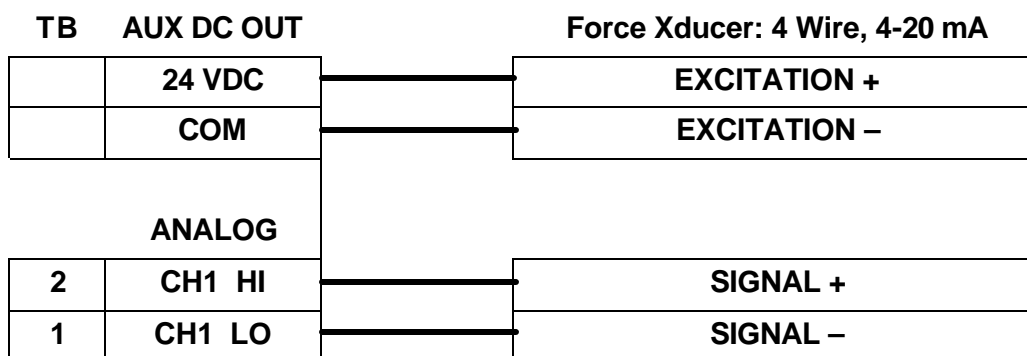 TB AUX DC OUT Force Xducer: 4 Wire, 4-20 mA
24 VDC EXCITATION +
COM EXCITATION –
ANALOG
2 CH1 HI SIGNAL +
1 CH1 LO SIGNAL –